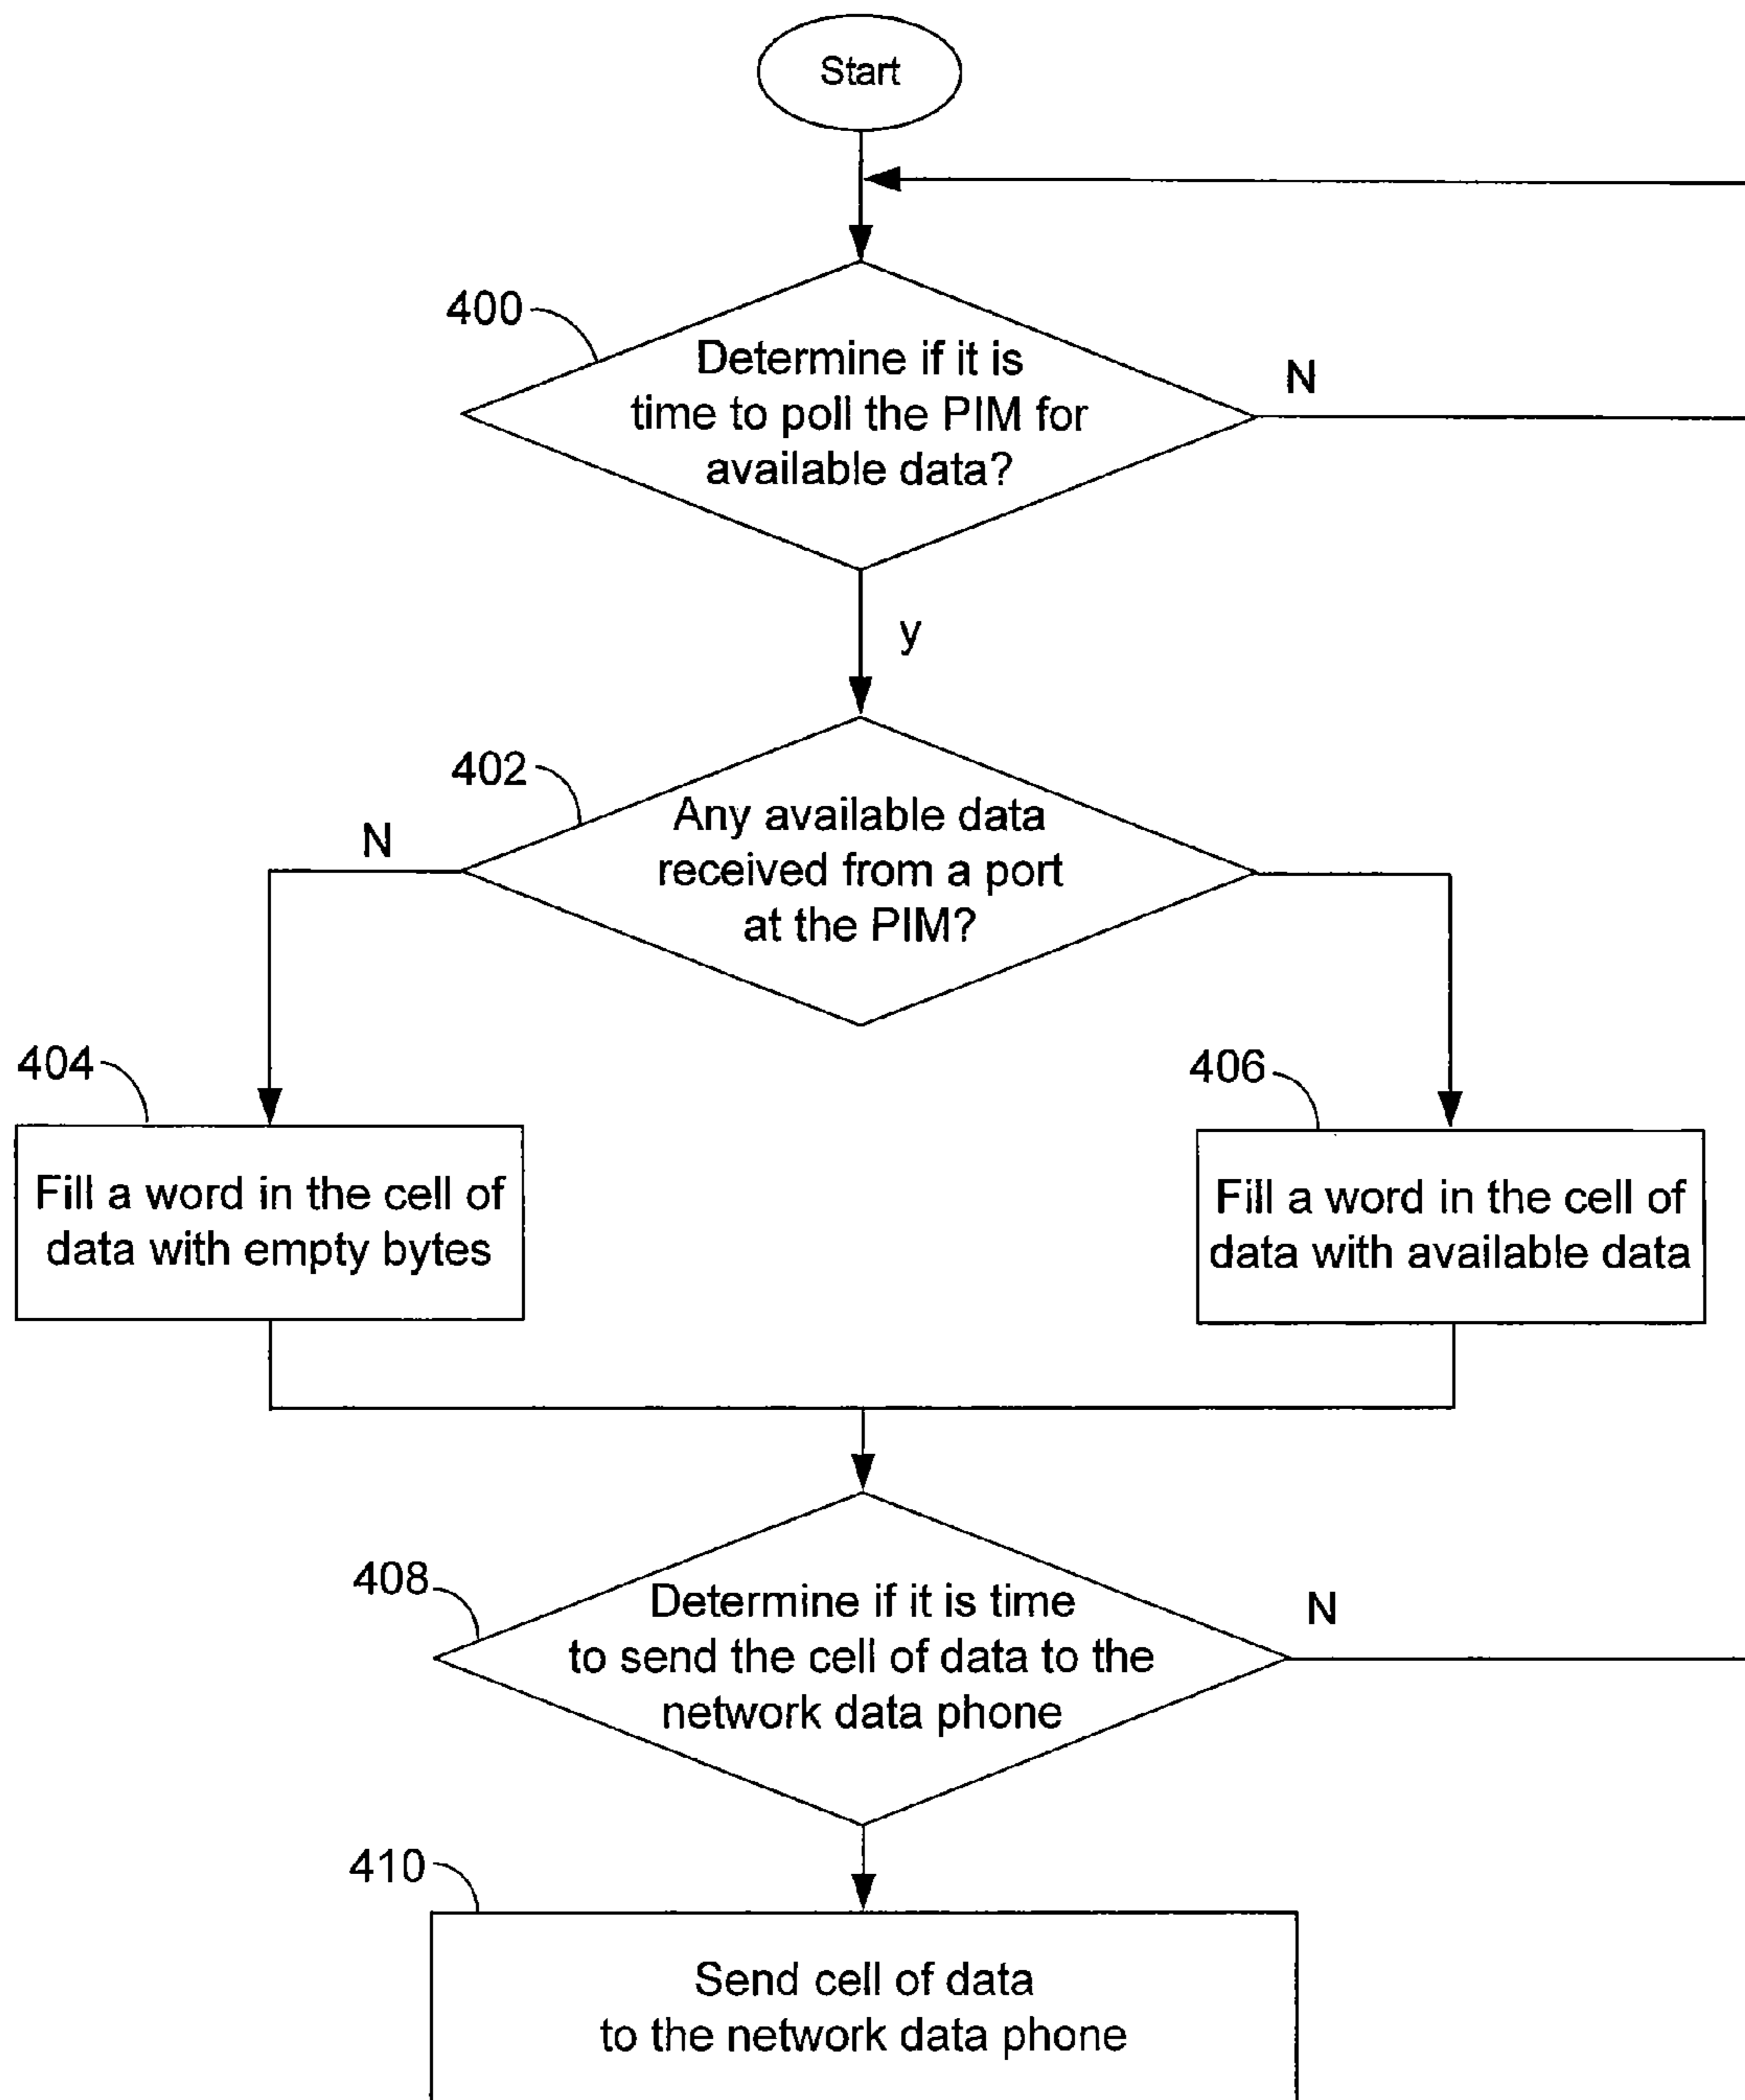 Start
400
Determine if it is
time to poll the PIM for
available data?
N
y
402
Any available data
received from a port
at the PIM?
N
404
Fill a word in the cell of
data with empty bytes
406
Fill a word in the cell of
data with available data
408
Determine if it is time
to send the cell of data to the
network data phone
N
410
Send cell of data
to the network data phone